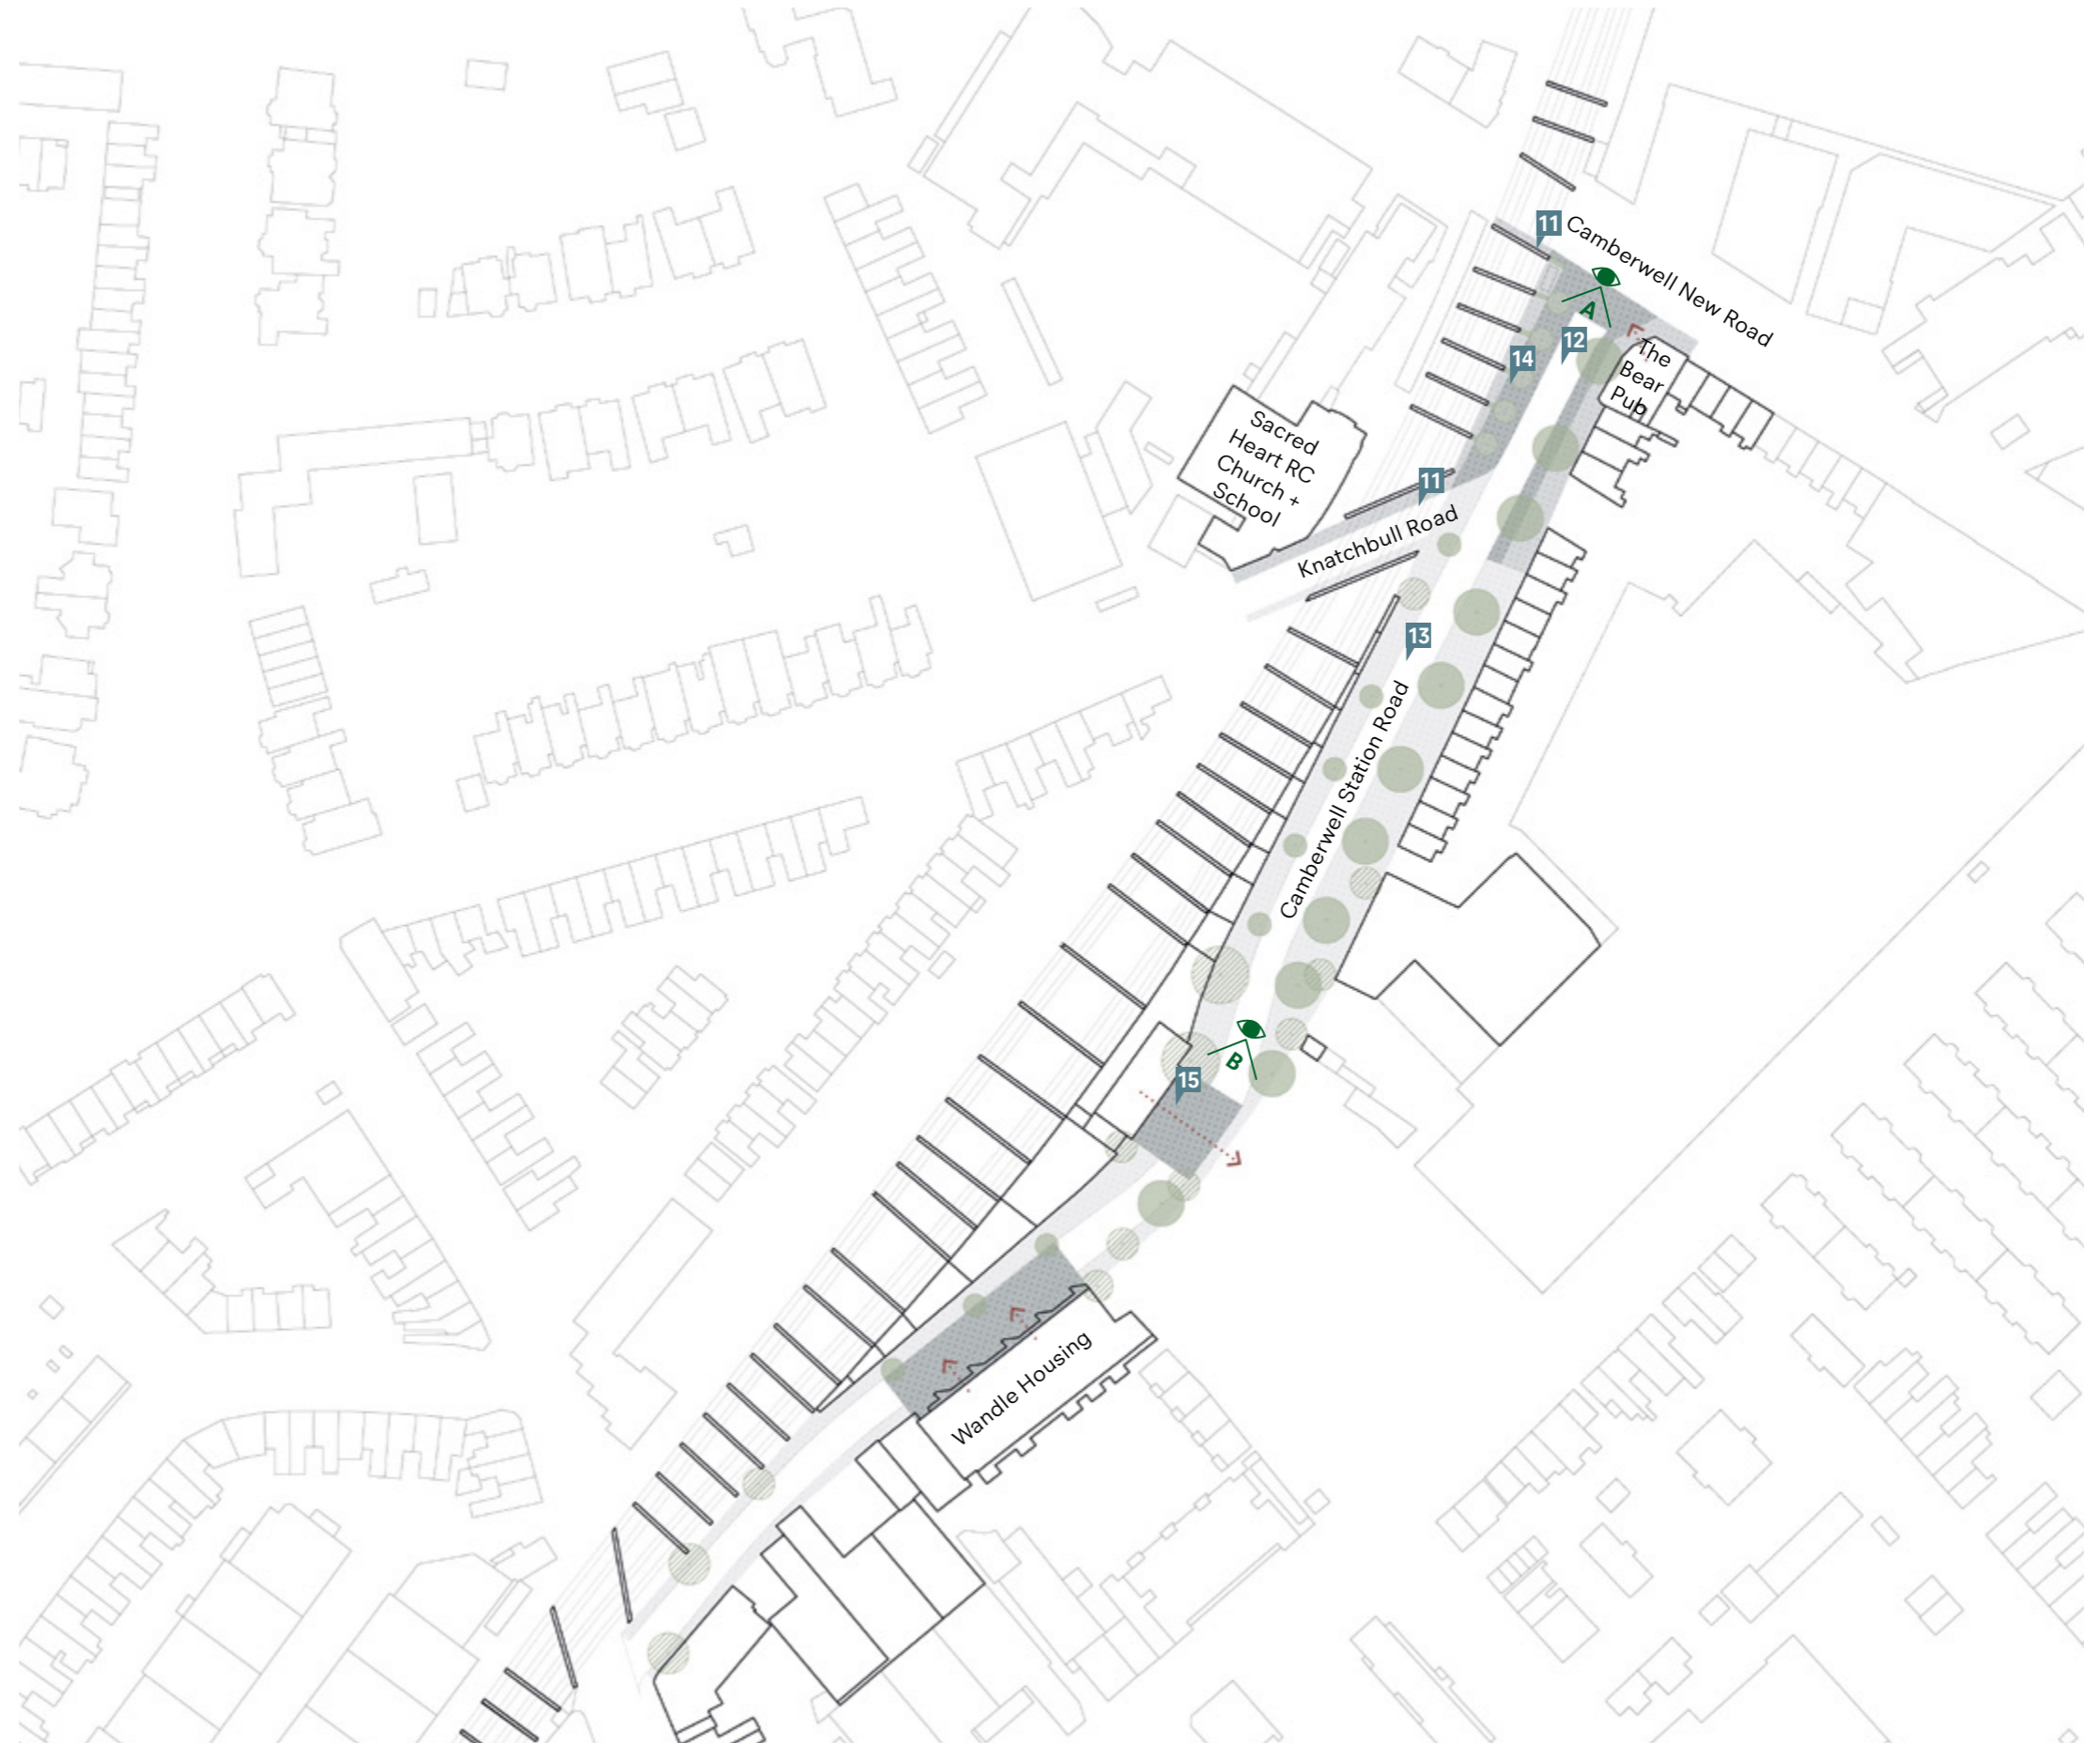 11
Camberwell New Road
A
12
14
The
Bear
Pub
Sacred
Heart RC
Church +
School
11
Knatchbull Road
13
Camberwell Station Road
B
15
Wandle Housing